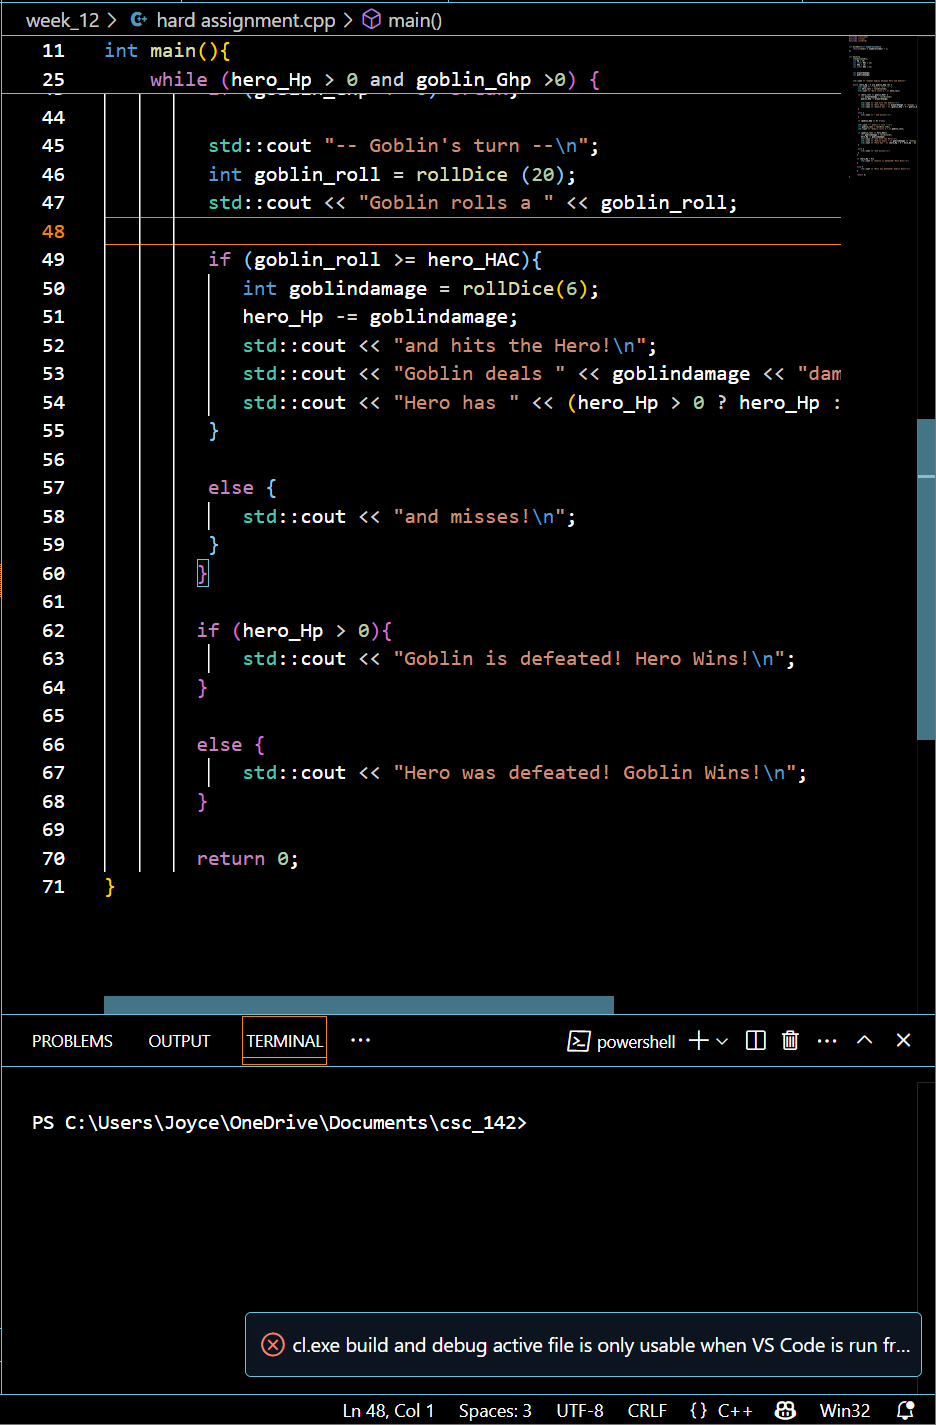 week_12 > hard assignment.cpp > main()
11 int main(){
25 while (hero_Hp > 0 and goblin_Ghp >0) {
44
45 std::cout "-- Goblin's turn --\n";
46 int goblin_roll = rollDice (20);
47 std::cout << "Goblin rolls a " << goblin_roll;
48
49 if (goblin_roll >= hero_HAC){
50 int goblindamage = rollDice(6);
51 hero_Hp -= goblindamage;
52 std::cout << "and hits the Hero!\n";
53 std::cout << "Goblin deals " << goblindamage << "dam
54 std::cout << "Hero has " << (hero_Hp > 0 ? hero_Hp :
55 }
56
57 else {
58 std::cout << "and misses!\n";
59 }
60 }
61
62 if (hero_Hp > 0){
63 std::cout << "Goblin is defeated! Hero Wins!\n";
64 }
65
66 else {
67 std::cout << "Hero was defeated! Goblin Wins!\n";
68 }
69
70 return 0;
71 }
PROBLEMS OUTPUT TERMINAL ... powershell
PS C:\Users\Joyce\OneDrive\Documents\csc_142>
cl.exe build and debug active file is only usable when VS Code is run fr...
Ln 48, Col 1 Spaces: 3 UTF-8 CRLF {} C++ Win32